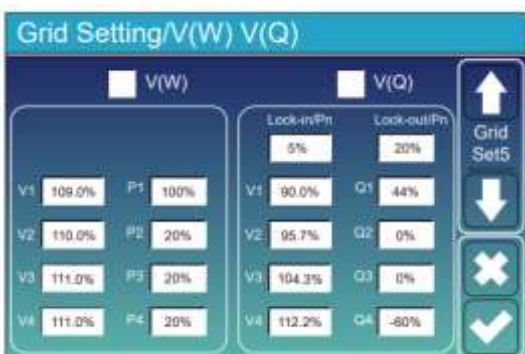 Grid Setting/V(W) V(Q)
V(W)
V(Q)
Lock-in/Pn
Lock-out/Pn
5%
20%
Grid
Set5
V1 109.0% P1 100%
V2 110.0% P2 20%
V3 111.0% P3 20%
V4 111.0% P4 20%
V1 90.0% Q1 44%
V2 95.7% Q2 0%
V3 104.3% Q3 0%
V4 112.2% Q4 -60%